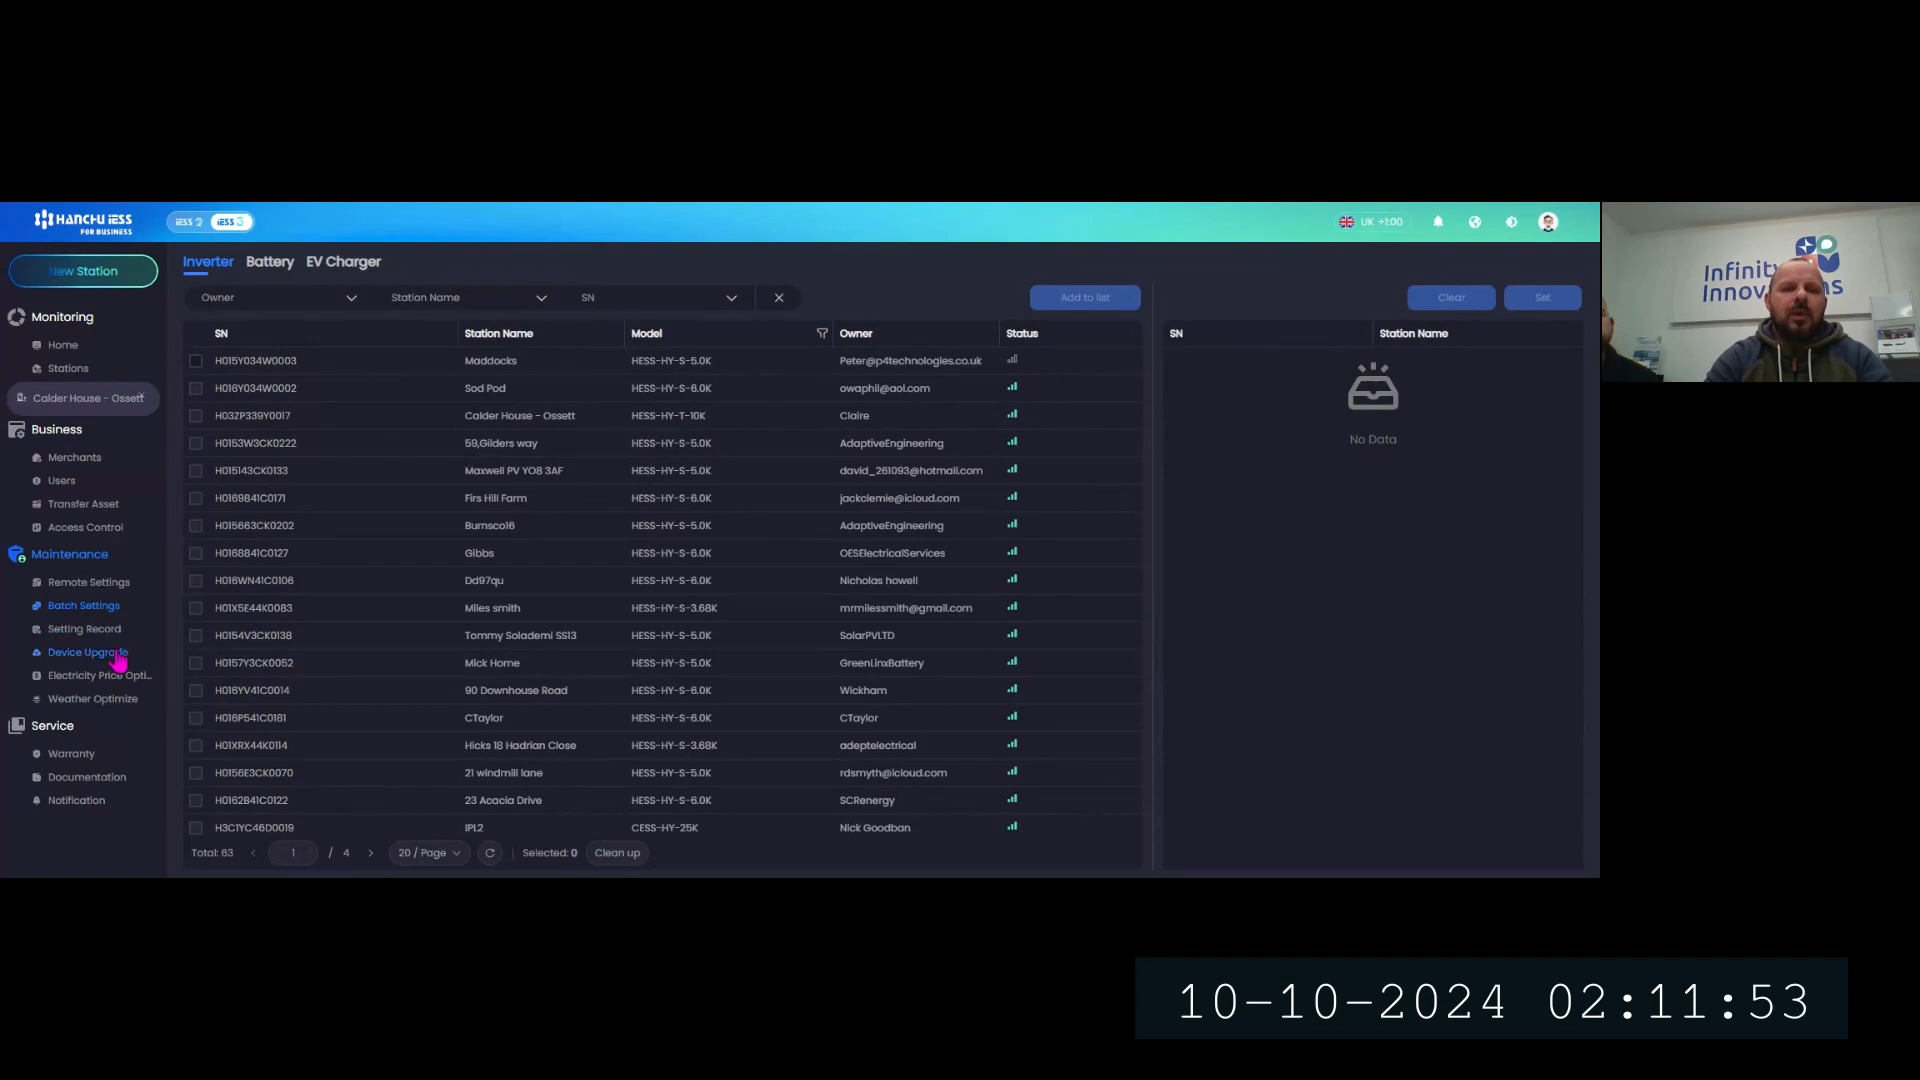 HANCHU iESS
FOR BUSINESS
iESS 2 iESS 3
UK +1:00
New Station
Monitoring
Home
Stations
Calder House - Ossett
Business
Merchants
Users
Transfer Asset
Access Control
Maintenance
Remote Settings
Batch Settings
Setting Record
Device Upgrade
Electricity Price Opti...
Weather Optimize
Service
Warranty
Documentation
Notification
Inverter Battery EV Charger
Owner Station Name SN
Add to list
Clear Set
SN Station Name Model Owner Status
H015Y034W0003 Maddocks HESS-HY-S-5.0K Peter@p4technologies.co.uk
H016Y034W0002 Sod Pod HESS-HY-S-6.0K owaphil@aol.com
H03ZP339Y0017 Calder House - Ossett HESS-HY-T-10K Claire
H0153W3CK0222 59,Gilders way HESS-HY-S-5.0K AdaptiveEngineering
H015143CK0133 Maxwell PV YO8 3AF HESS-HY-S-5.0K david_261093@hotmail.com
H0169841C0171 Firs Hill Farm HESS-HY-S-6.0K jackclemie@icloud.com
H015663CK0202 Burnsco16 HESS-HY-S-5.0K AdaptiveEngineering
H0168841C0127 Gibbs HESS-HY-S-6.0K OESElectricalServices
H016WN41C0106 Dd97qu HESS-HY-S-6.0K Nicholas howell
H01X5E44K0083 Miles smith HESS-HY-S-3.68K mrmilessmith@gmail.com
H0154V3CK0138 Tommy Solademi SS13 HESS-HY-S-5.0K SolarPVLTD
H0157Y3CK0052 Mick Horne HESS-HY-S-5.0K GreenLinxBattery
H016YV41C0014 90 Downhouse Road HESS-HY-S-6.0K Wickham
H016P541C0181 CTaylor HESS-HY-S-6.0K CTaylor
H01XRX44K0114 Hicks 18 Hadrian Close HESS-HY-S-3.68K adeptelectrical
H0156E3CK0070 21 windmill lane HESS-HY-S-5.0K rdsmyth@icloud.com
H0162B41C0122 23 Acacia Drive HESS-HY-S-6.0K SCRenergy
H3C1YC46D0019 IPL2 CESS-HY-25K Nick Goodban
Total: 63 1 / 4 20 / Page Selected: 0 Clean up
SN Station Name
No Data
10-10-2024 02:11:53